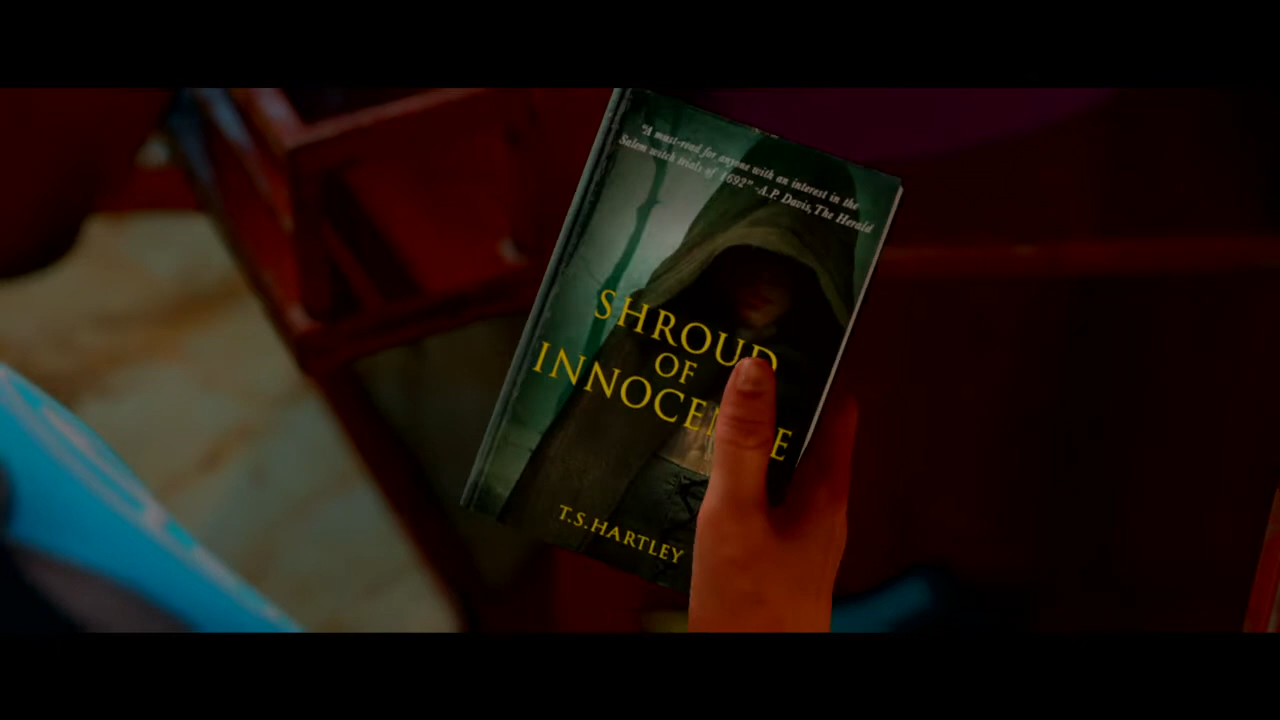 "A must-read for anyone with an interest in the
Salem witch trials of 1692" -A.P. Davis, The Herald
SHROUD
OF
INNOCENCE
T.S.HARTLEY